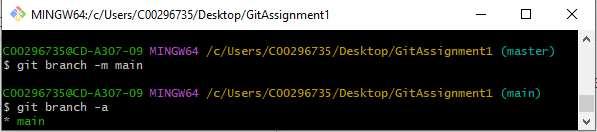 MINGW64:/c/Users/C00296735/Desktop/GitAssignment1
C00296735@CD-A307-09 MINGW64 /c/Users/C00296735/Desktop/GitAssignment1 (master)
$ git branch -m main
C00296735@CD-A307-09 MINGW64 /c/Users/C00296735/Desktop/GitAssignment1 (main)
$ git branch -a
* main